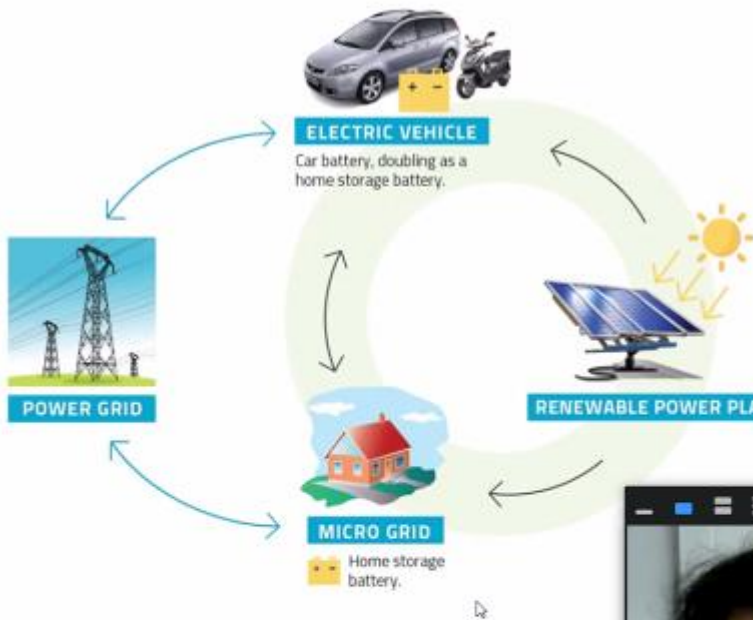 ELECTRIC VEHICLE
Car battery, doubling as a
home storage battery.
POWER GRID
RENEWABLE POWER PLA
MICRO GRID
Home storage
battery.